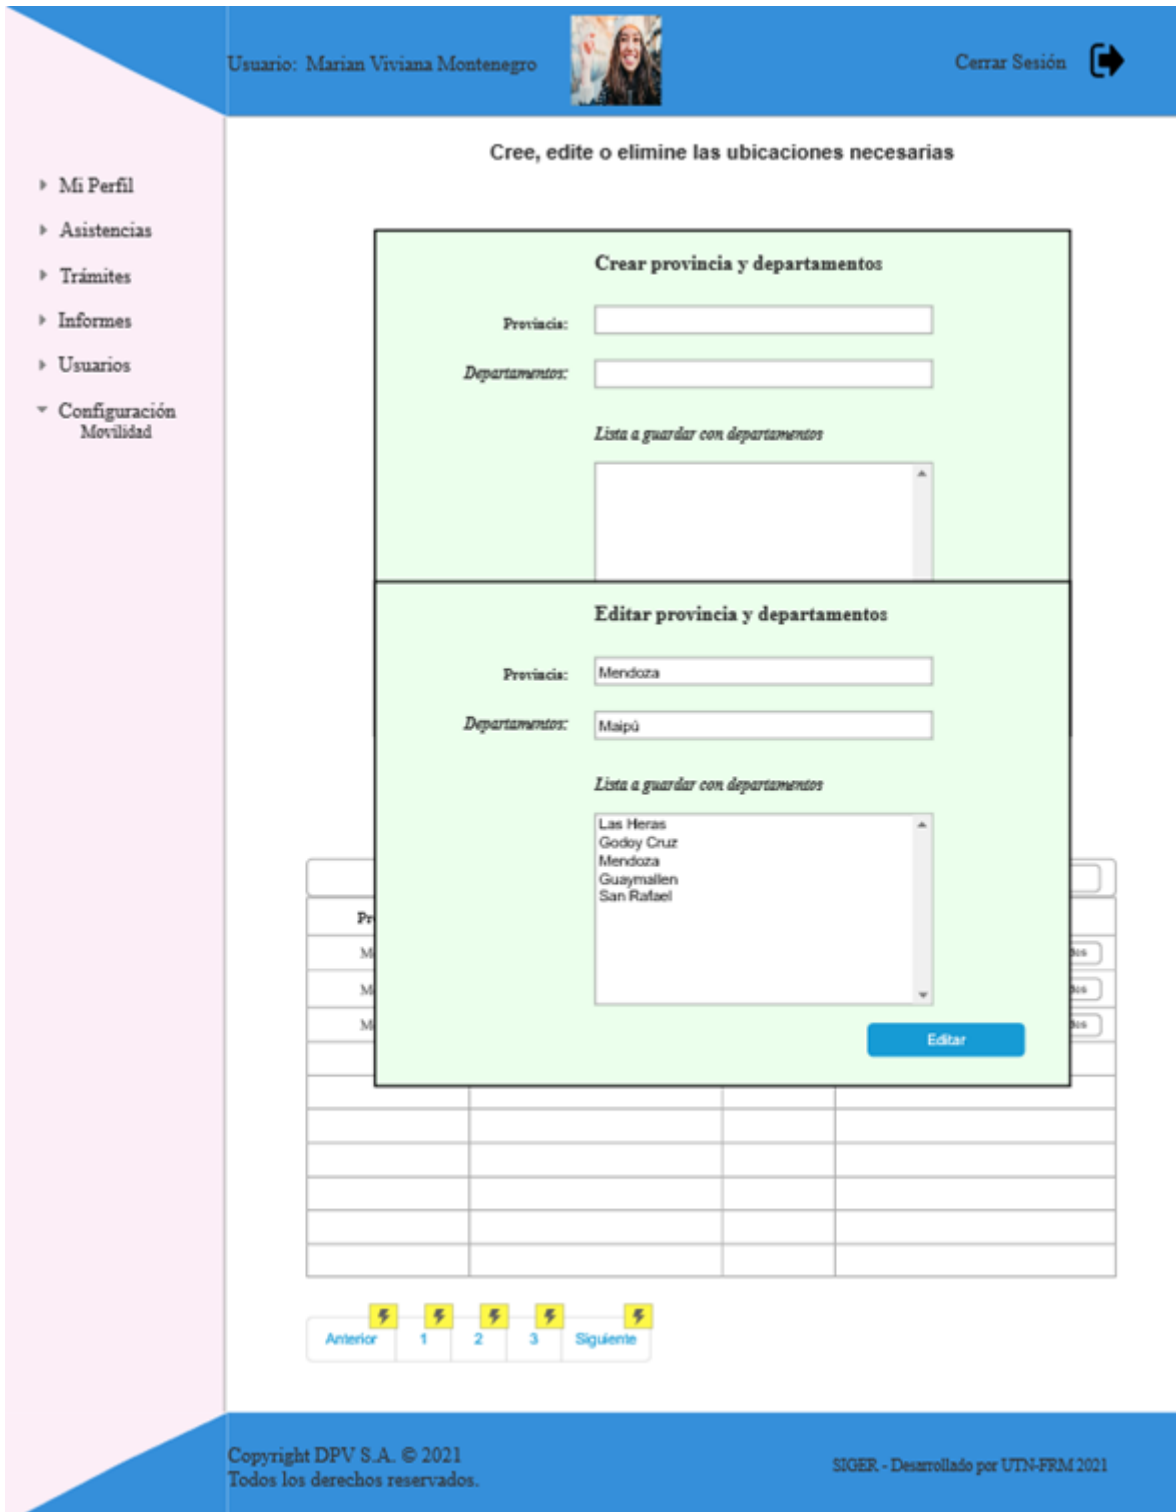 Usuario: Marian Viviana Montenegro
Cerrar Sesión
Cree, edite o elimine las ubicaciones necesarias
Mi Perfil
Asistencias
Trámites
Informes
Usuarios
Configuración
Movilidad
Crear provincia y departamentos
Provincia:
Departamentos:
Lista a guardar con departamentos
Editar provincia y departamentos
Provincia: Mendoza
Departamentos: Maipú
Lista a guardar con departamentos
Las Heras
Godoy Cruz
Mendoza
Guaymallen
San Rafael
Editar
Anterior 1 2 3 Siguiente
Copyright DPV S.A. © 2021
Todos los derechos reservados.
SIGER - Desarrollado por UTN-FRM 2021